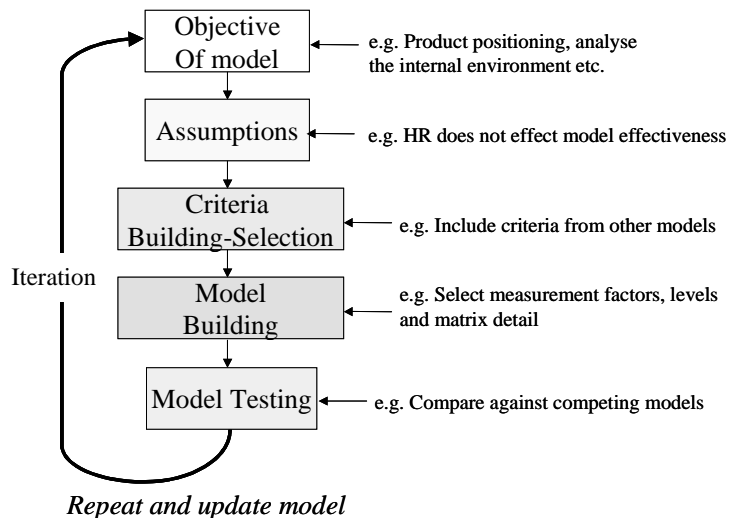 Objective
Of model
e.g. Product positioning, analyse
the internal environment etc.
Assumptions
e.g. HR does not effect model effectiveness
Criteria
Building-Selection
e.g. Include criteria from other models
Iteration
Model
Building
e.g. Select measurement factors, levels
and matrix detail
Model Testing
e.g. Compare against competing models
Repeat and update model